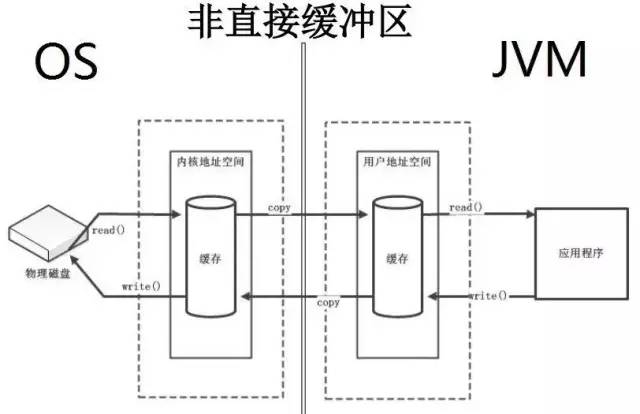 非直接缓冲区
OS
JVM
内核地址空间
用户地址空间
copy
read()
read()
缓存
缓存
应用程序
物理磁盘
write()
copy
write()